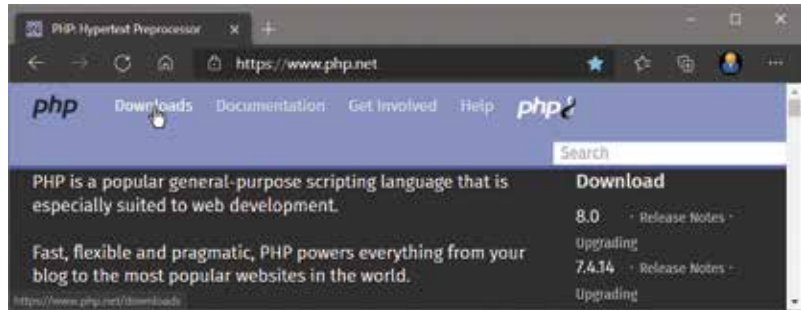 PHP: Hypertext Preprocessor
https://www.php.net
php Downloads Documentation Get Involved Help php8
Search
PHP is a popular general-purpose scripting language that is
especially suited to web development.
Fast, flexible and pragmatic, PHP powers everything from your
blog to the most popular websites in the world.
Download
8.0 · Release Notes ·
Upgrading
7.4.14 · Release Notes ·
Upgrading
https://www.php.net/downloads